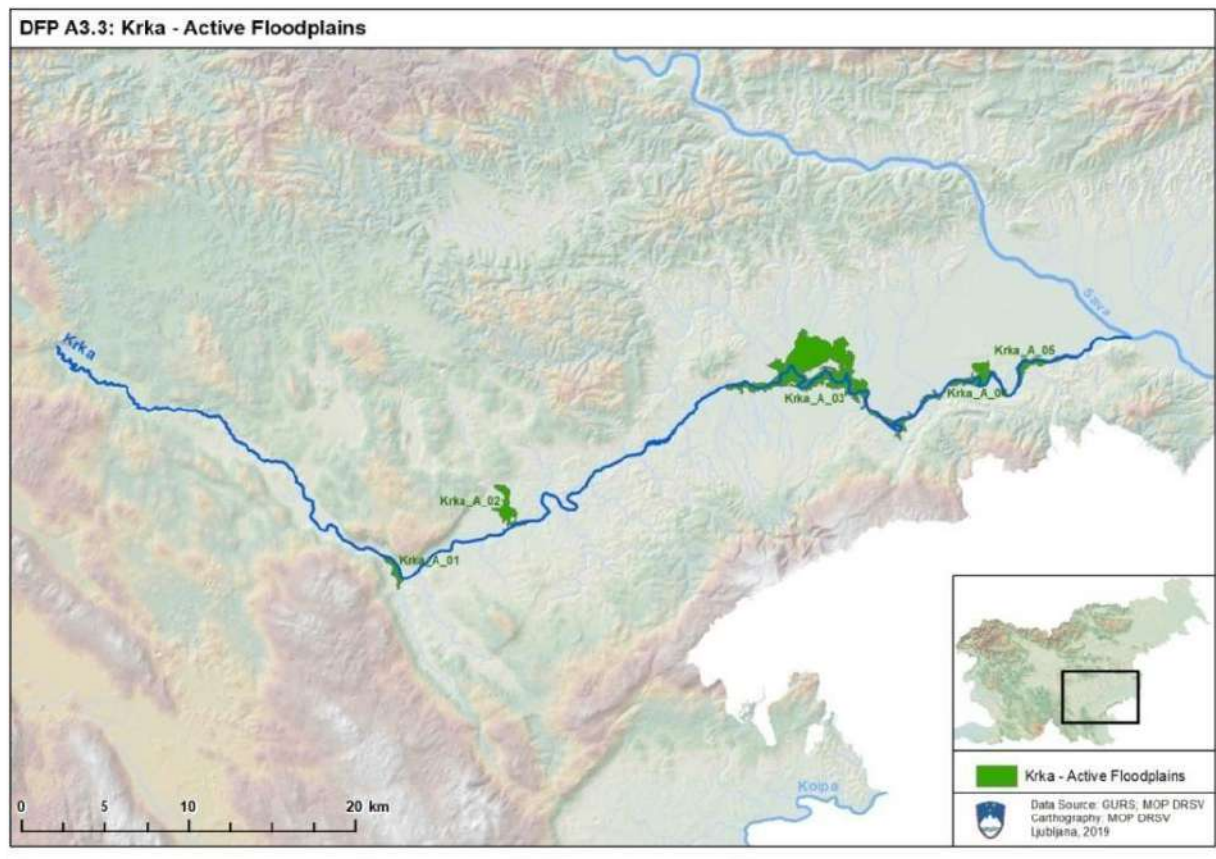 DFP A3.3: Krka - Active Floodplains
Sava
Krka
Krka_A_05
Krka_A_04
Krka_A_03
Krka_A_02
Krka_A_01
Kolpa
0 5 10 20 km
Krka - Active Floodplains
Data Source: GURS; MOP DRSV
Carthography: MOP DRSV
Ljubljana, 2019